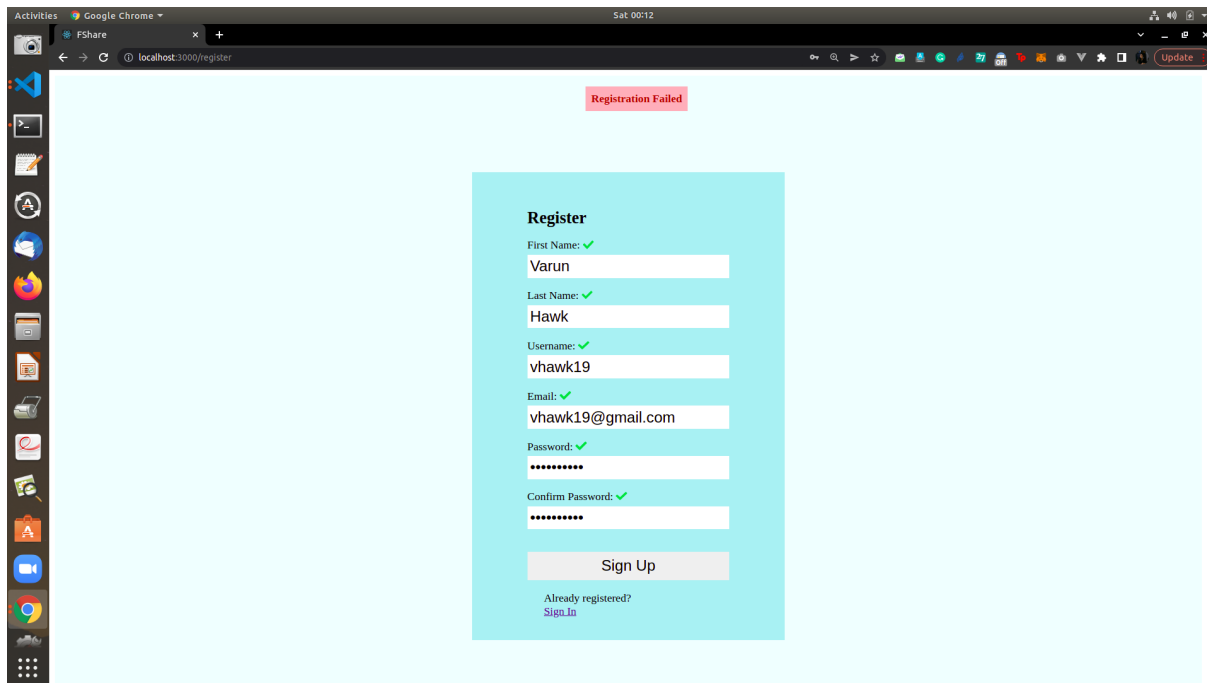 Activities Google Chrome Sat 00:12
FShare
localhost:3000/register Update
Registration Failed
Register
First Name:
Varun
Last Name:
Hawk
Username:
vhawk19
Email:
vhawk19@gmail.com
Password:
••••••••••
Confirm Password:
••••••••••
Sign Up
Already registered?
Sign In